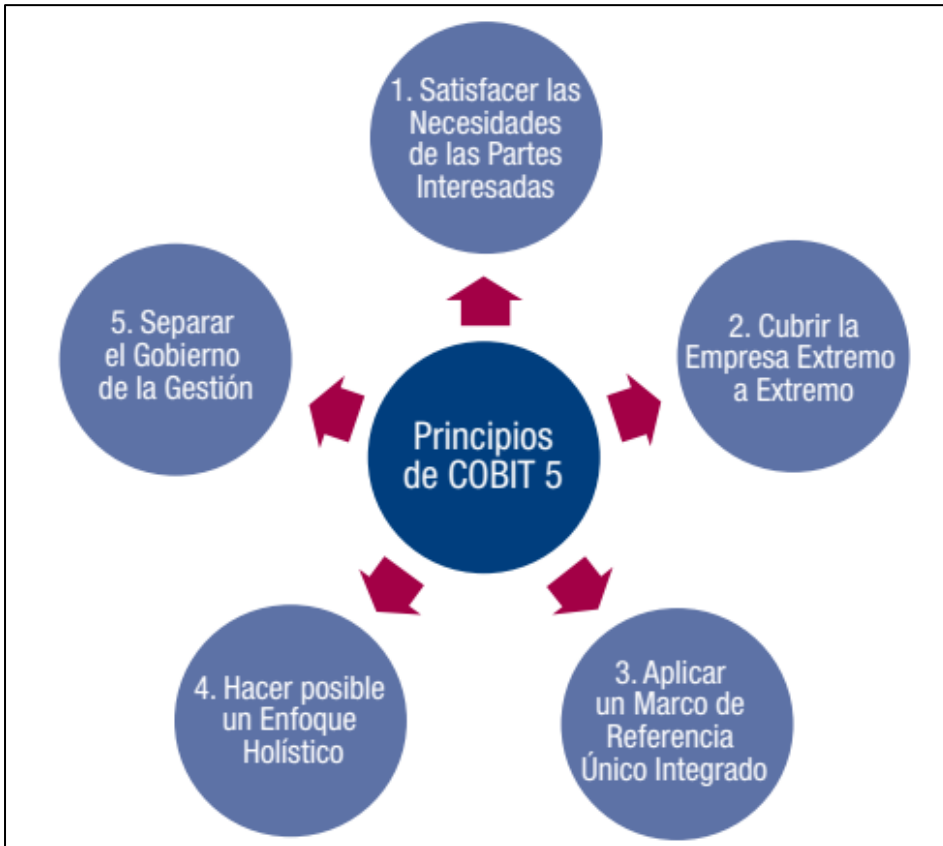 1. Satisfacer las
Necesidades
de las Partes
Interesadas
5. Separar
el Gobierno
de la Gestión
2. Cubrir la
Empresa Extremo
a Extremo
Principios
de COBIT 5
4. Hacer posible
un Enfoque
Holístico
3. Aplicar
un Marco de
Referencia
Único Integrado